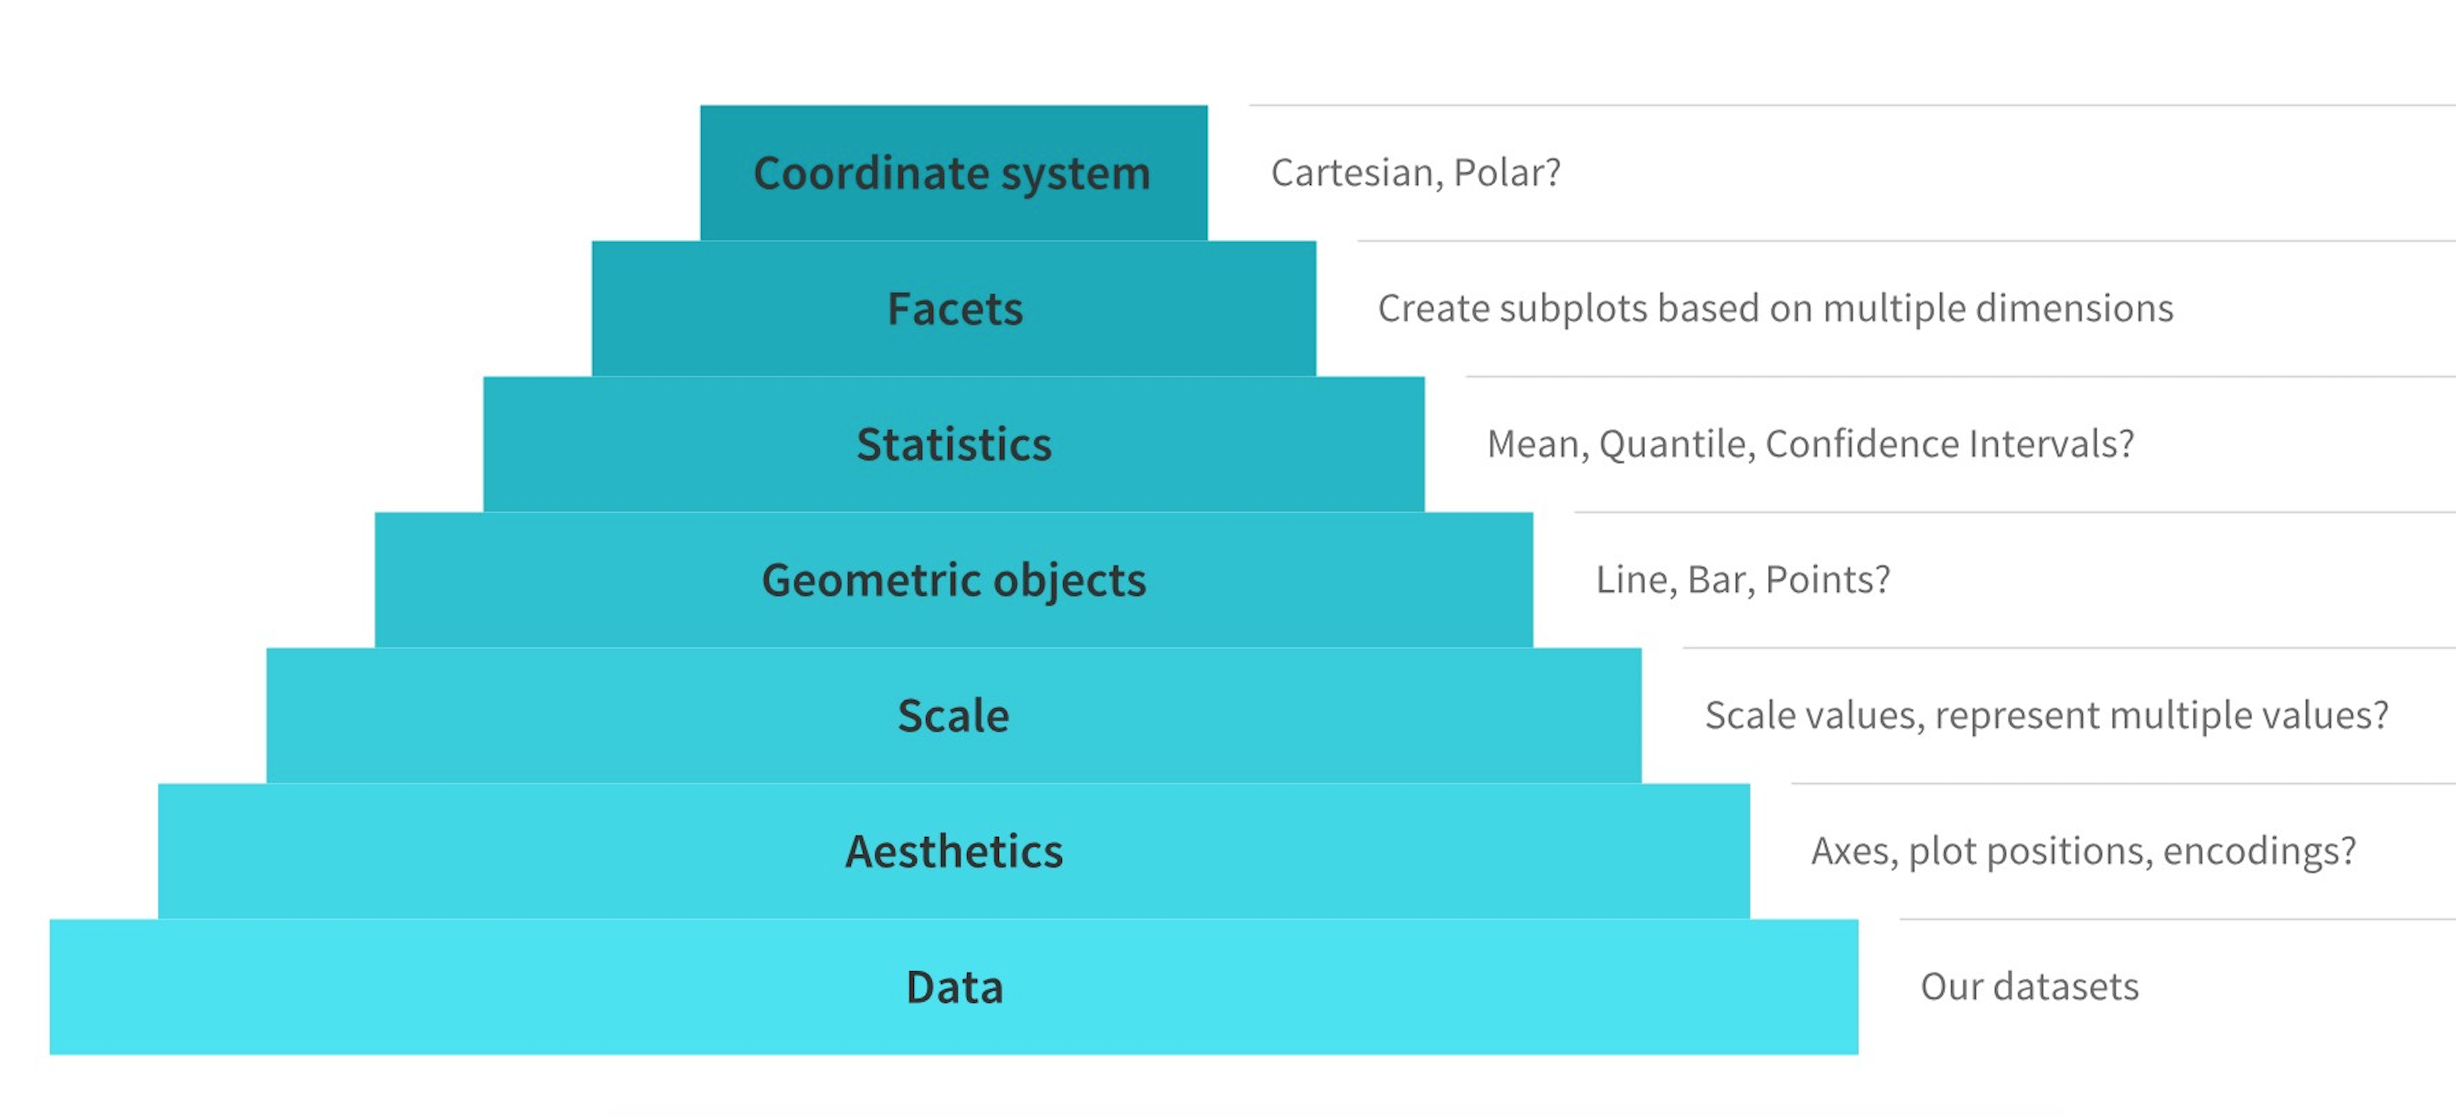 Coordinate system
Cartesian, Polar?
Facets
Create subplots based on multiple dimensions
Statistics
Mean, Quantile, Confidence Intervals?
Geometric objects
Line, Bar, Points?
Scale
Scale values, represent multiple values?
Aesthetics
Axes, plot positions, encodings?
Data
Our datasets